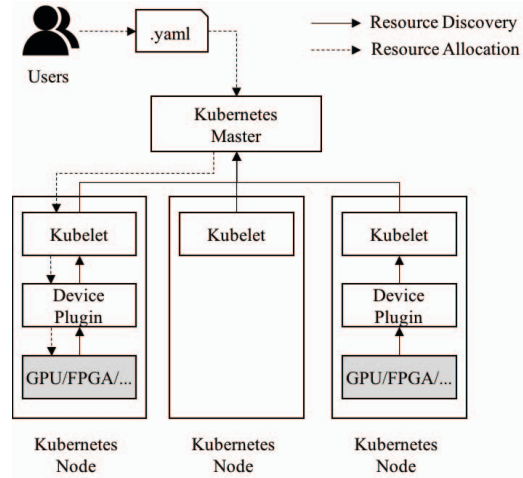 Users
.yaml
Resource Discovery
Resource Allocation
Kubernetes
Master
Kubelet
Kubelet
Kubelet
Device
Plugin
Device
Plugin
GPU/FPGA/...
GPU/FPGA/...
Kubernetes
Node
Kubernetes
Node
Kubernetes
Node